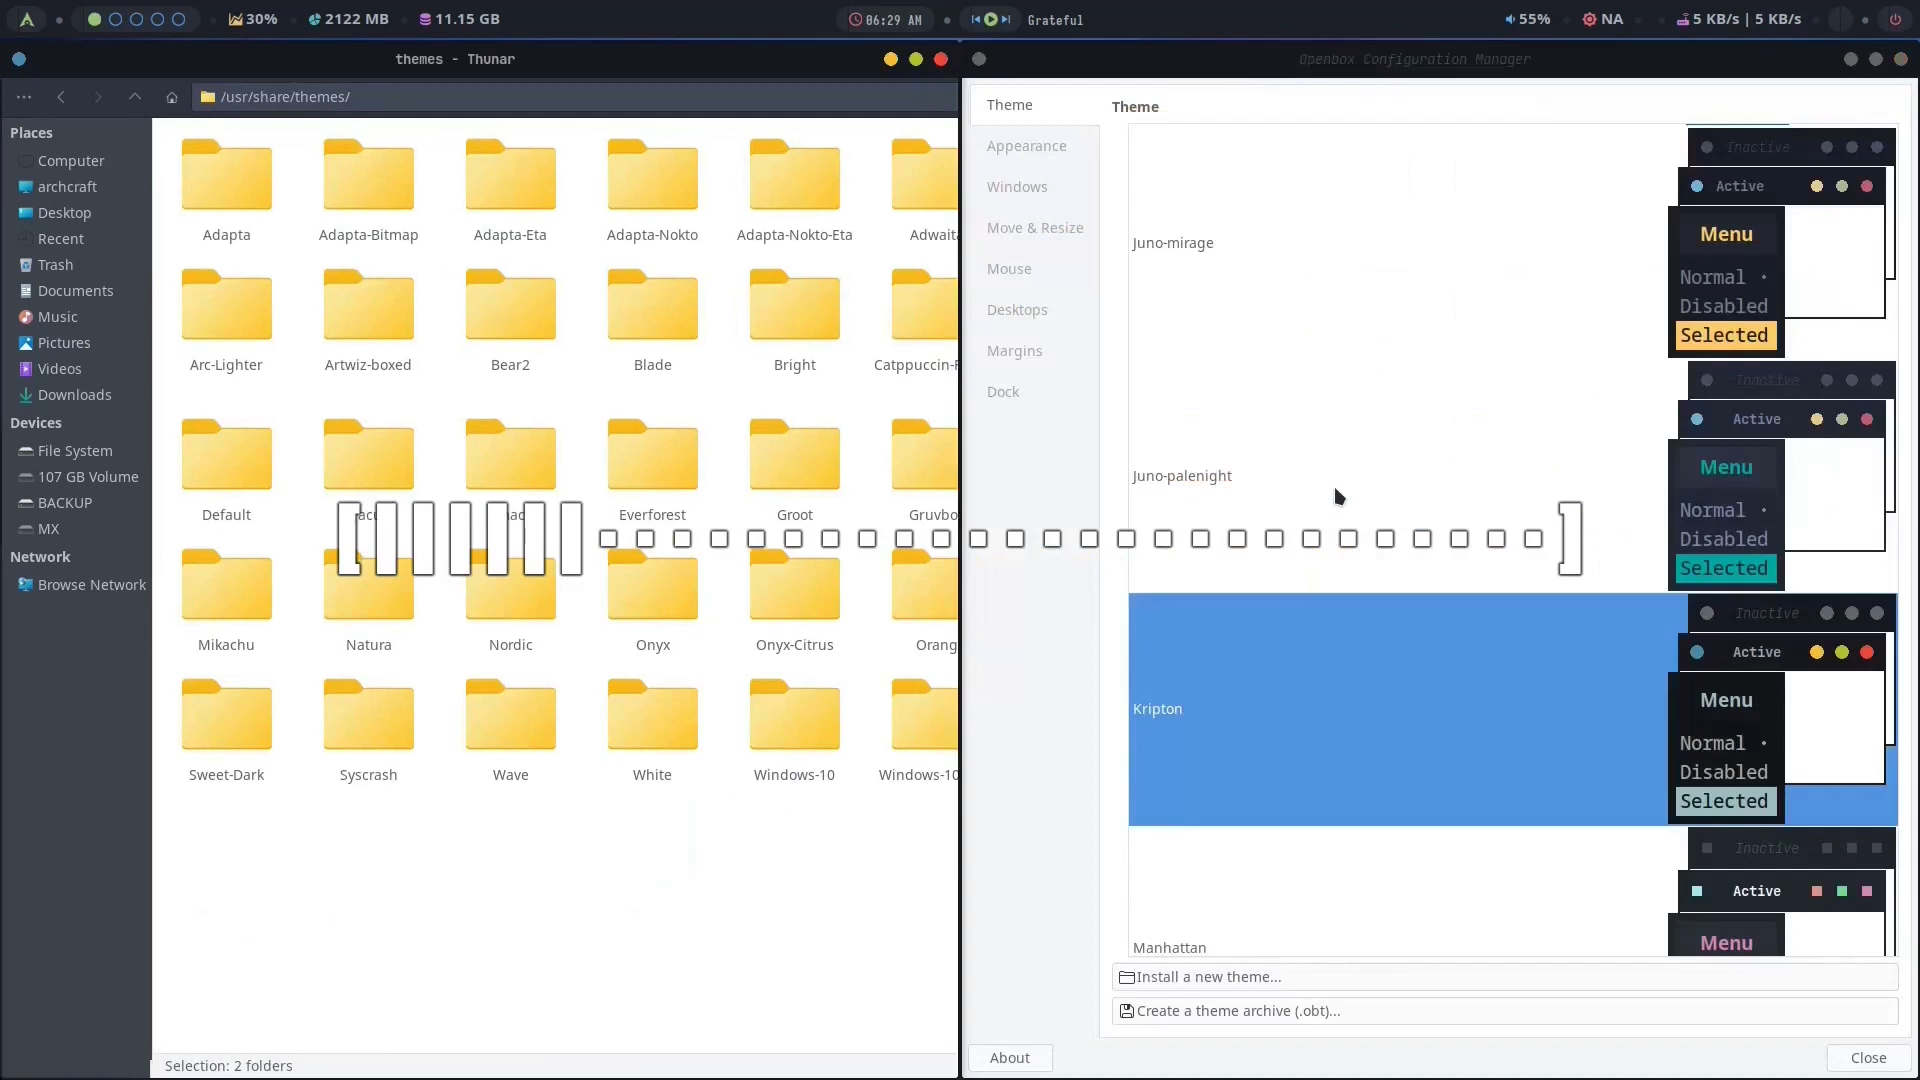 30%
2122 MB
11.15 GB
06:29 AM
Grateful
55%
NA
5 KB/s | 5 KB/s
themes - Thunar
Openbox Configuration Manager
/usr/share/themes/
Places
Computer
archcraft
Desktop
Recent
Trash
Documents
Music
Pictures
Videos
Downloads
Devices
File System
107 GB Volume
BACKUP
MX
Network
Browse Network
Adapta
Adapta-Bitmap
Adapta-Eta
Adapta-Nokto
Adapta-Nokto-Eta
Adwaita
Arc-Lighter
Artwiz-boxed
Bear2
Blade
Bright
Catppuccin-
Default
Everforest
Groot
Gruvbo
Mikachu
Natura
Nordic
Onyx
Onyx-Citrus
Orang
Sweet-Dark
Syscrash
Wave
White
Windows-10
Windows-10
Selection: 2 folders
Theme
Appearance
Windows
Move & Resize
Mouse
Desktops
Margins
Dock
Theme
Juno-mirage
Inactive
Active
Menu
Normal
Disabled
Selected
Juno-palenight
Inactive
Active
Menu
Normal
Disabled
Selected
Kripton
Inactive
Active
Menu
Normal
Disabled
Selected
Manhattan
Inactive
Active
Menu
Install a new theme...
Create a theme archive (.obt)...
About
Close